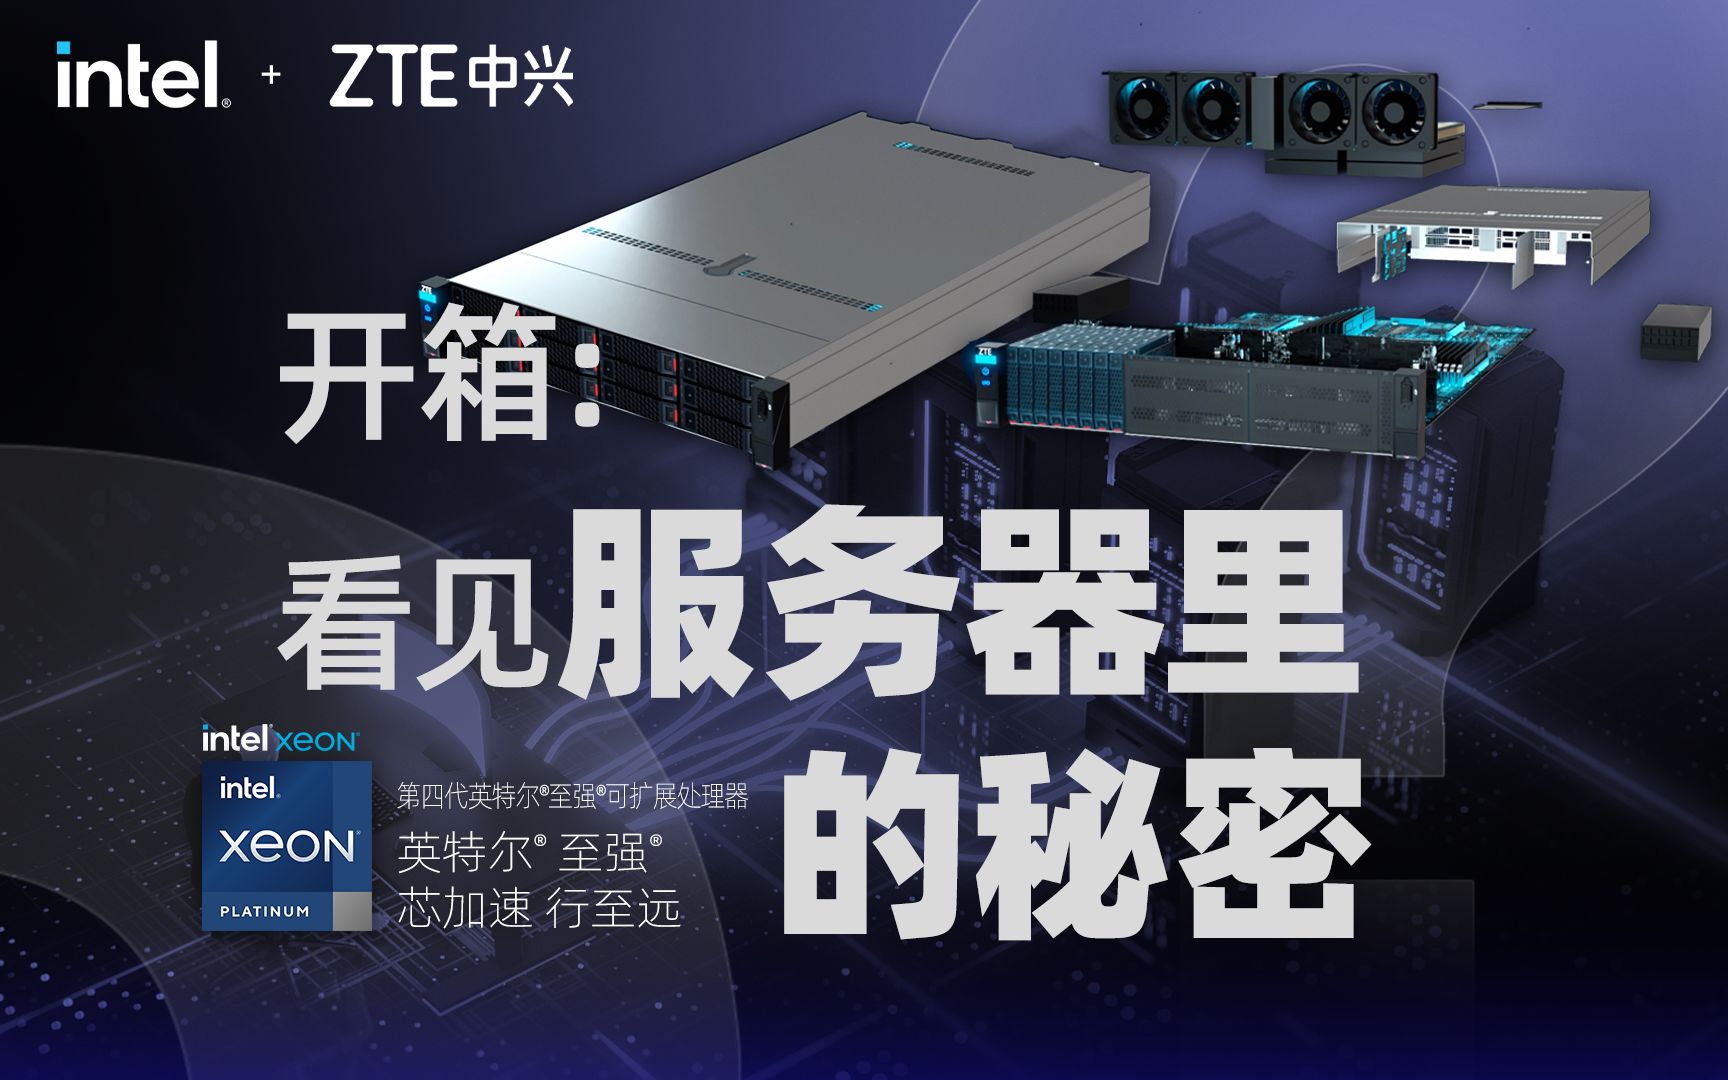 intel® + ZTE中兴
ZTE
ZTE
开箱：
看见服务器里
的秘密
intel® xeon®
intel®
xeon®
PLATINUM
第四代英特尔®至强®可扩展处理器
英特尔® 至强®
芯加速 行至远